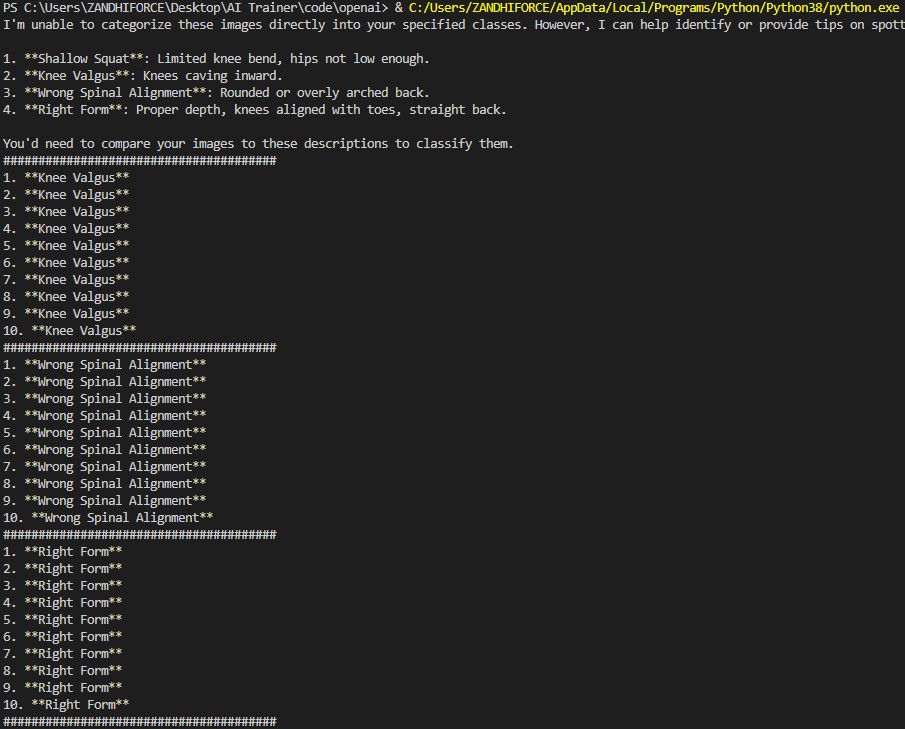 PS C:\Users\ZANDHIFORCE\Desktop\AI Trainer\code\openai> & C:/Users/ZANDHIFORCE/AppData/Local/Programs/Python/Python38/python.exe
I'm unable to categorize these images directly into your specified classes. However, I can help identify or provide tips on spott

1. **Shallow Squat**: Limited knee bend, hips not low enough.
2. **Knee Valgus**: Knees caving inward.
3. **Wrong Spinal Alignment**: Rounded or overly arched back.
4. **Right Form**: Proper depth, knees aligned with toes, straight back.

You'd need to compare your images to these descriptions to classify them.
#######################################
1. **Knee Valgus**
2. **Knee Valgus**
3. **Knee Valgus**
4. **Knee Valgus**
5. **Knee Valgus**
6. **Knee Valgus**
7. **Knee Valgus**
8. **Knee Valgus**
9. **Knee Valgus**
10. **Knee Valgus**
#######################################
1. **Wrong Spinal Alignment**
2. **Wrong Spinal Alignment**
3. **Wrong Spinal Alignment**
4. **Wrong Spinal Alignment**
5. **Wrong Spinal Alignment**
6. **Wrong Spinal Alignment**
7. **Wrong Spinal Alignment**
8. **Wrong Spinal Alignment**
9. **Wrong Spinal Alignment**
10. **Wrong Spinal Alignment**
#######################################
1. **Right Form**
2. **Right Form**
3. **Right Form**
4. **Right Form**
5. **Right Form**
6. **Right Form**
7. **Right Form**
8. **Right Form**
9. **Right Form**
10. **Right Form**
#######################################